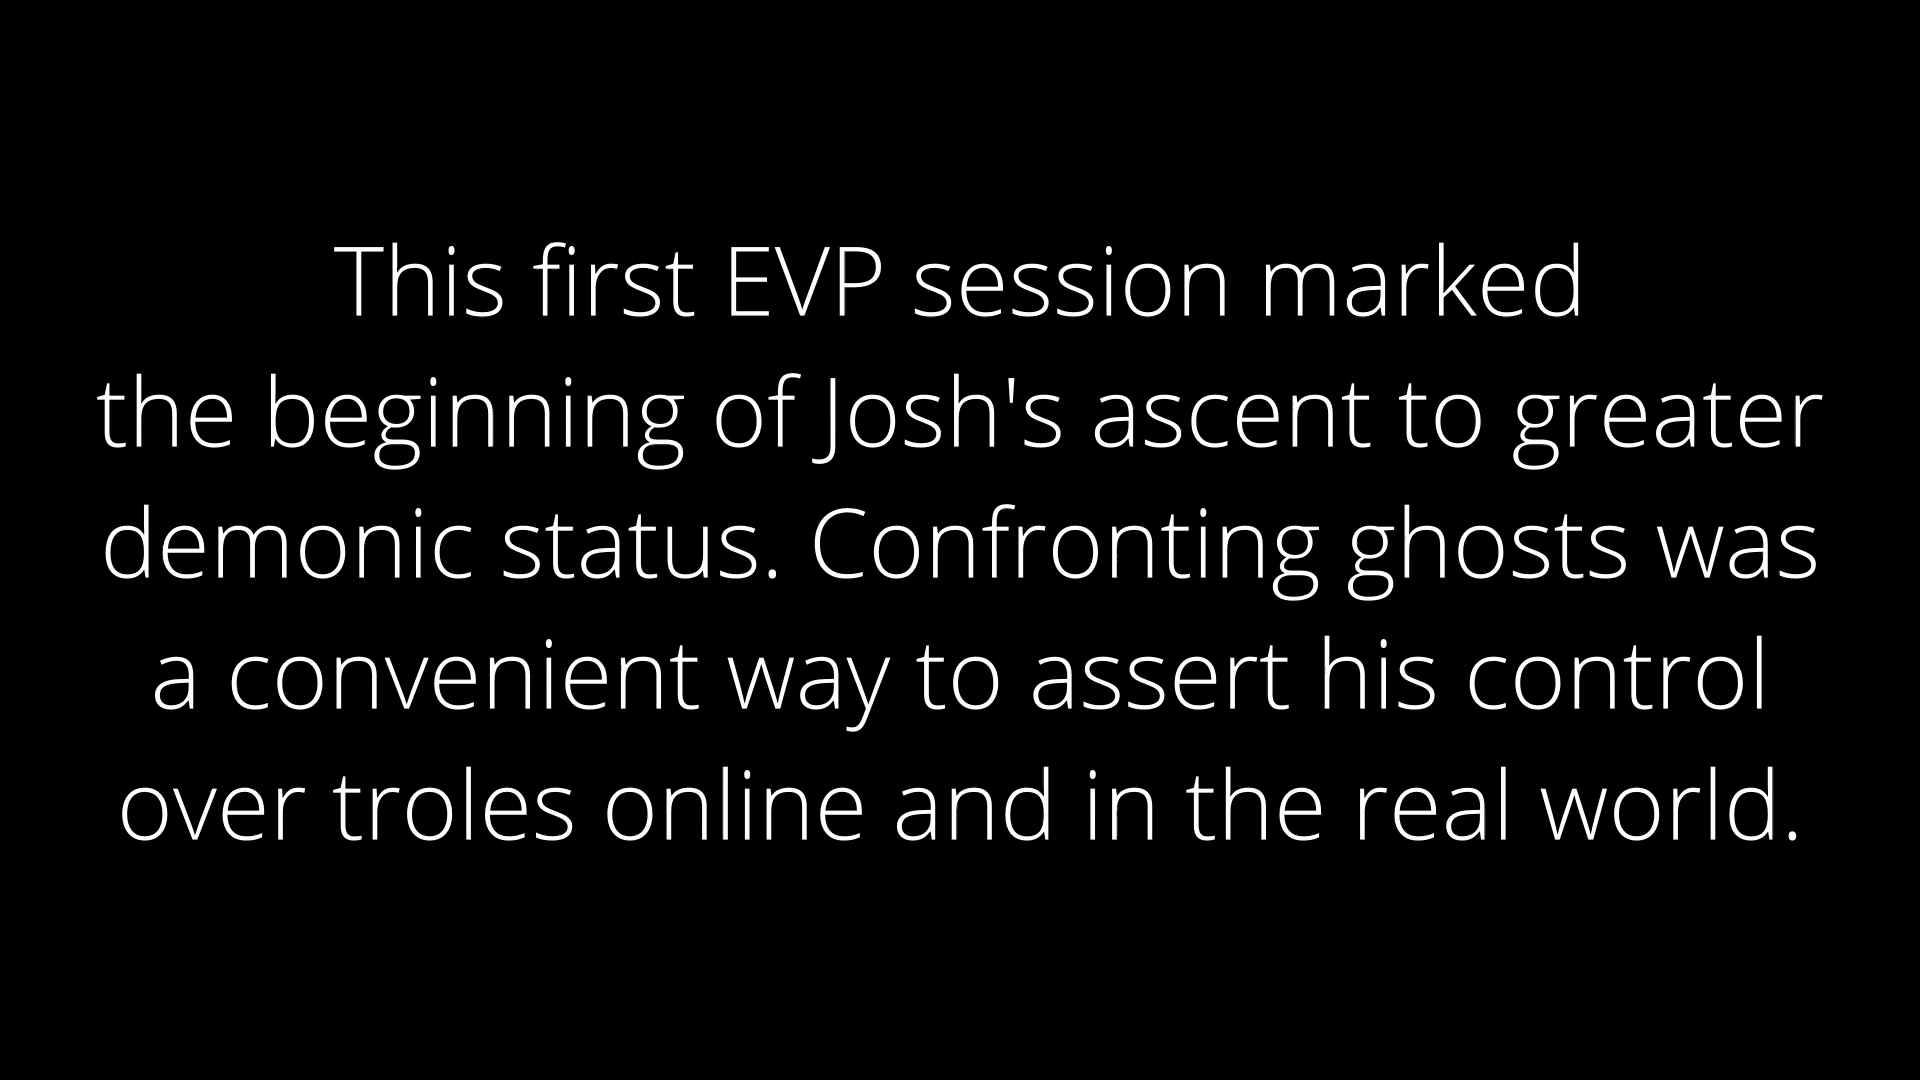 This first EVP session marked
the beginning of Josh's ascent to greater
demonic status. Confronting ghosts was
a convenient way to assert his control
over troles online and in the real world.